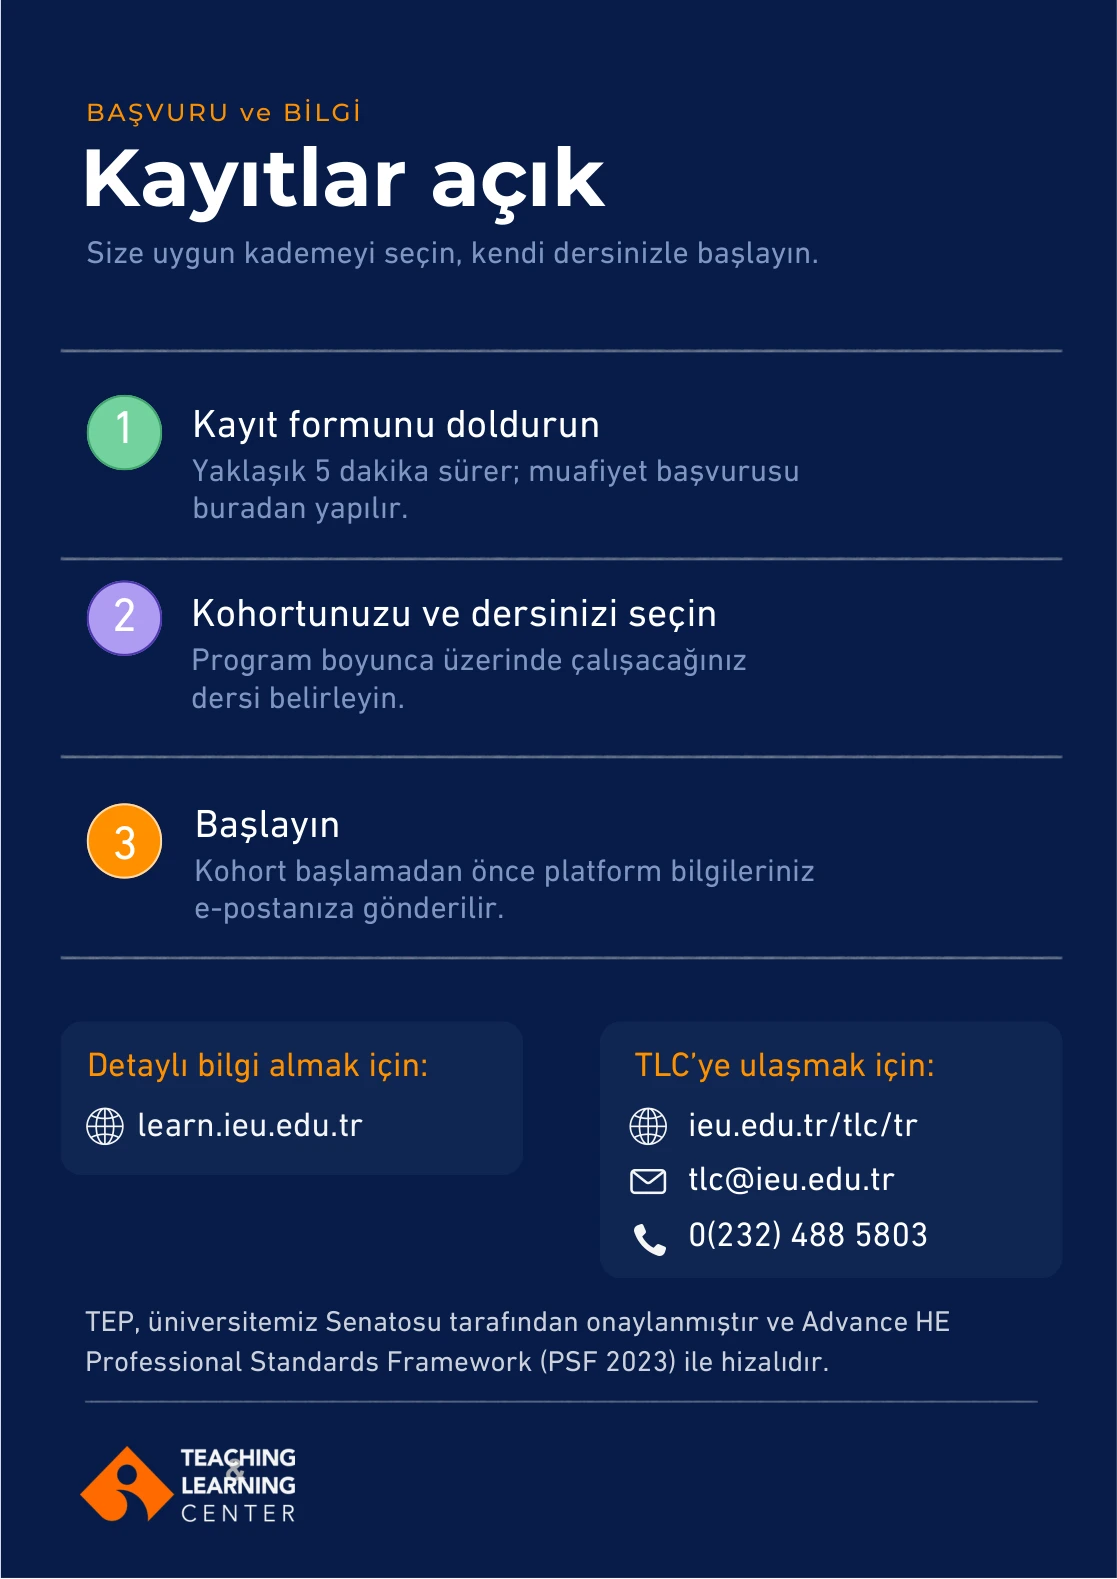 BAŞVURU ve BİLGİ
Kayıtlar açık
Size uygun kademeyi seçin, kendi dersinizle başlayın.
1
Kayıt formunu doldurun
Yaklaşık 5 dakika sürer; muafiyet başvurusu
buradan yapılır.
2
Kohortunuzu ve dersinizi seçin
Program boyunca üzerinde çalışacağınız
dersi belirleyin.
3
Başlayın
Kohort başlamadan önce platform bilgileriniz
e-postanıza gönderilir.
Detaylı bilgi almak için:
learn.ieu.edu.tr
TLC’ye ulaşmak için:
ieu.edu.tr/tlc/tr
tlc@ieu.edu.tr
0(232) 488 5803
TEP, üniversitemiz Senatosu tarafından onaylanmıştır ve Advance HE
Professional Standards Framework (PSF 2023) ile hizalıdır.
TEACHING
&
LEARNING
CENTER